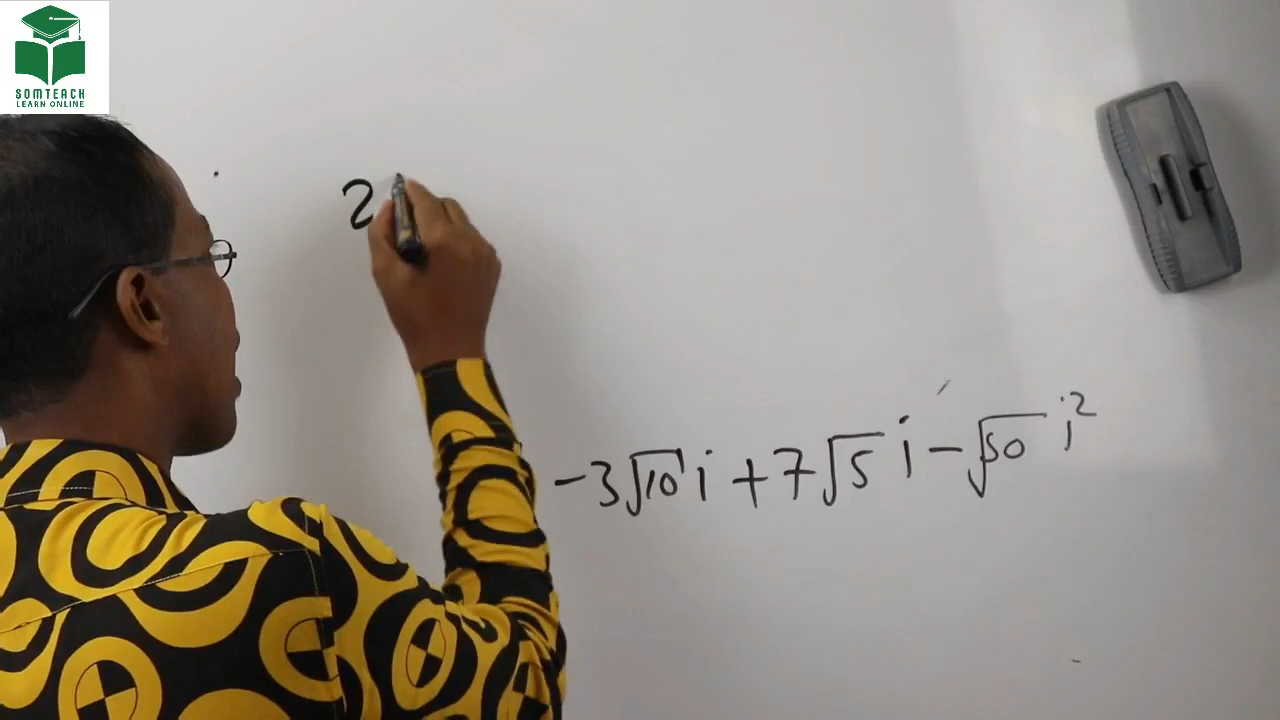 SOMTEACH
LEARN ONLINE
2
-3√10 i + 7√5 i - √50 i²